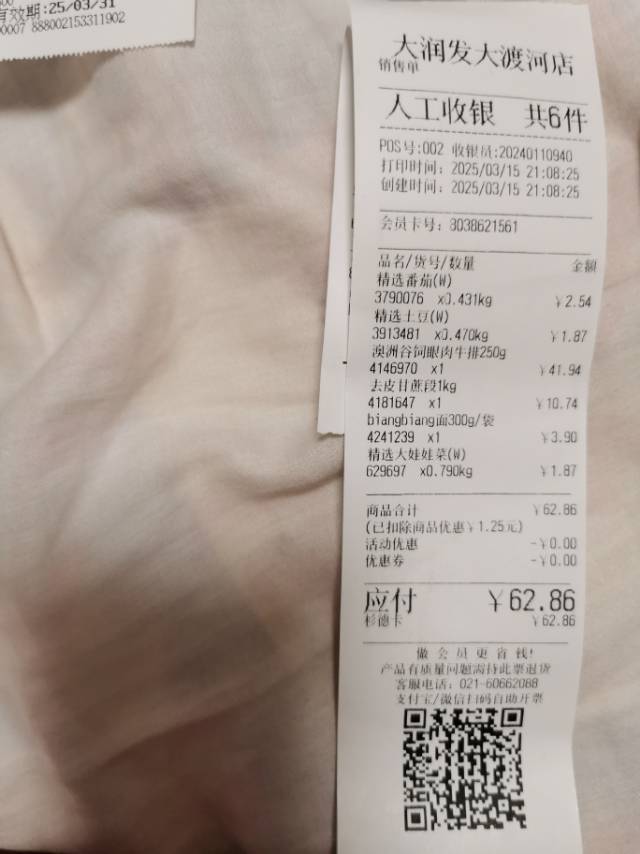 有效期:25/03/31
888002153311902
大润发大渡河店
销售单
人工收银 共6件
POS号:002 收银员:20240110940
打印时间: 2025/03/15 21:08:25
创建时间: 2025/03/15 21:08:25
会员卡号: 8038621561
品名/货号/数量 金额
精选番茄(W)
3790076 x0.431kg ¥2.54
精选土豆(W)
3913481 x0.470kg ¥1.87
澳洲谷饲眼肉牛排250g
4146970 x1 ¥41.94
去皮甘蔗段1kg
4181647 x1 ¥10.74
biangbiang面300g/袋
4241239 x1 ¥3.90
精选大娃娃菜(W)
629697 x0.790kg ¥1.87
商品合计 ¥62.86
(已扣除商品优惠¥1.25元)
活动优惠 -¥0.00
优惠券 -¥0.00
应付 ¥62.86
杉德卡 ¥62.86
做会员更省钱!
产品有质量问题需持此票退货
客服电话: 021-60662088
支付宝/微信扫码自助开票